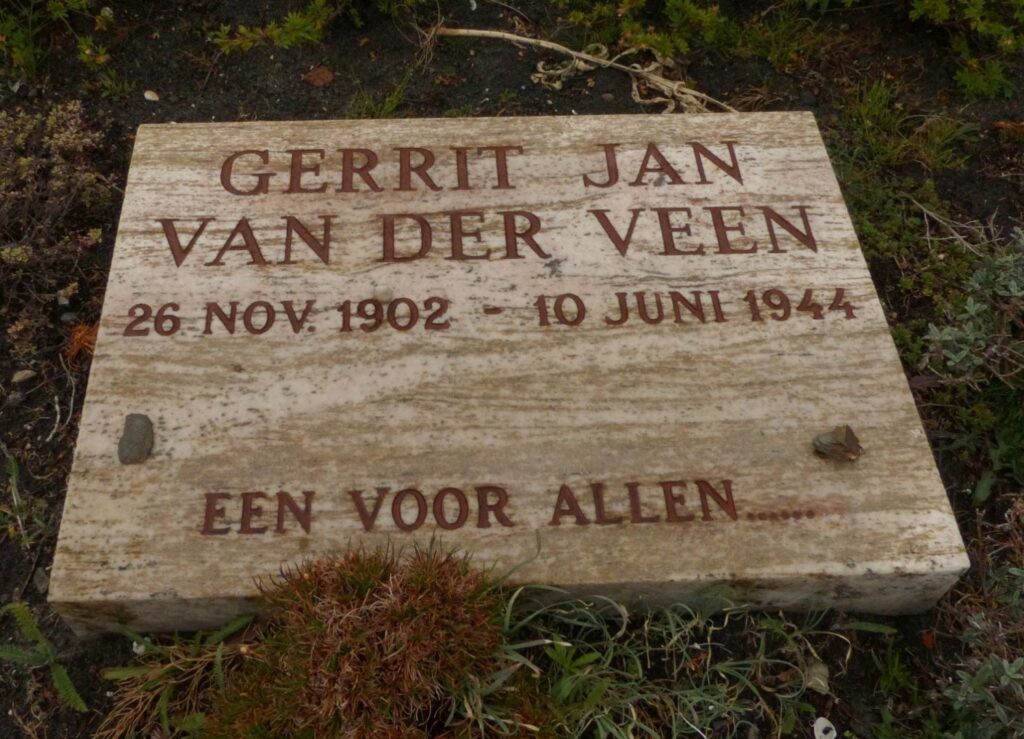 GERRIT JAN
VAN DER VEEN
26 NOV. 1902 - 10 JUNI 1944
EEN VOOR ALLEN......